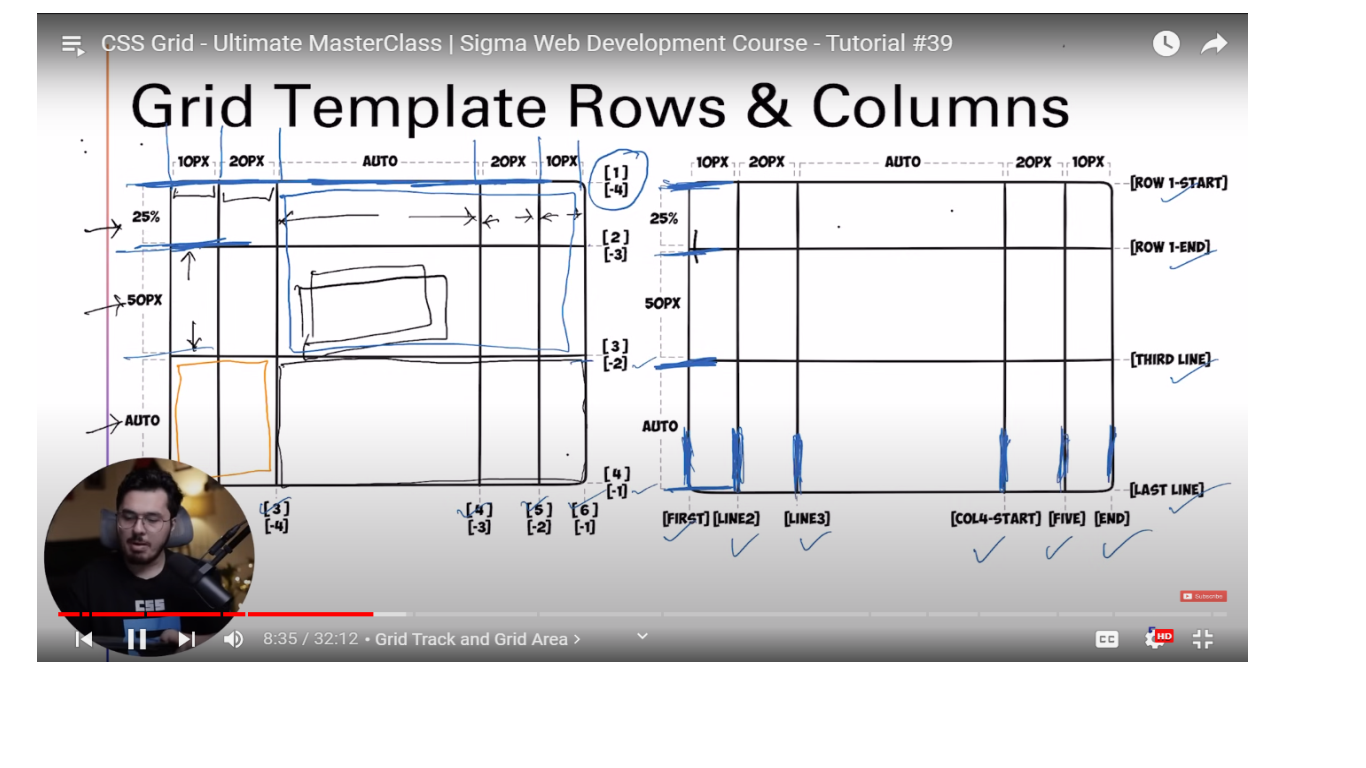 CSS Grid - Ultimate MasterClass | Sigma Web Development Course - Tutorial #39
Grid Template Rows & Columns
10PX 20PX AUTO 20PX 10PX
[1]
[-4]
25%
[2]
[-3]
50PX
[3]
[-2]
AUTO
[4]
[-1]
[3] [4] [5] [6]
[-4] [-3] [-2] [-1]
10PX 20PX AUTO 20PX 10PX
[ROW 1-START]
25%
[ROW 1-END]
50PX
[THIRD LINE]
AUTO
[LAST LINE]
[FIRST] [LINE2] [LINE3] [COL4-START] [FIVE] [END]
CSS
Subscribe
8:35 / 32:12 • Grid Track and Grid Area >
CC
HD